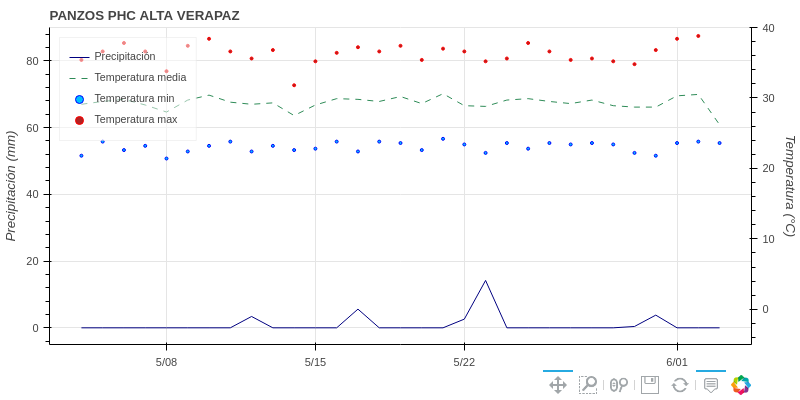 PANZOS PHC ALTA VERAPAZ
Precipitación
Temperatura media
Temperatura min
Temperatura max
Precipitación (mm)
80
60
40
20
0
Temperatura (°C)
40
30
20
10
0
5/08
5/15
5/22
6/01